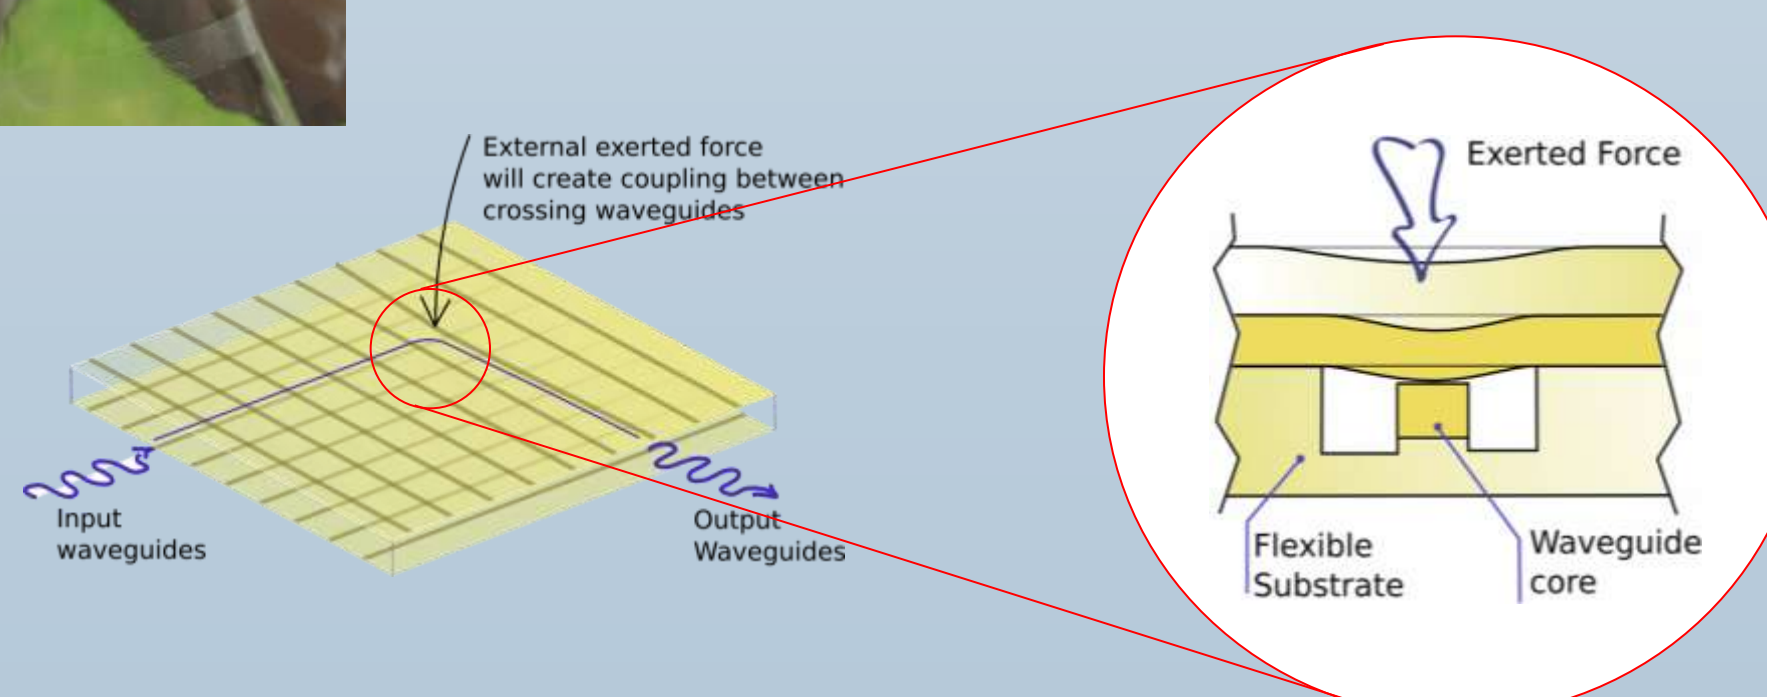 External exerted force
will create coupling between
crossing waveguides
Input
waveguides
Output
Waveguides
Exerted Force
Flexible
Substrate
Waveguide
core